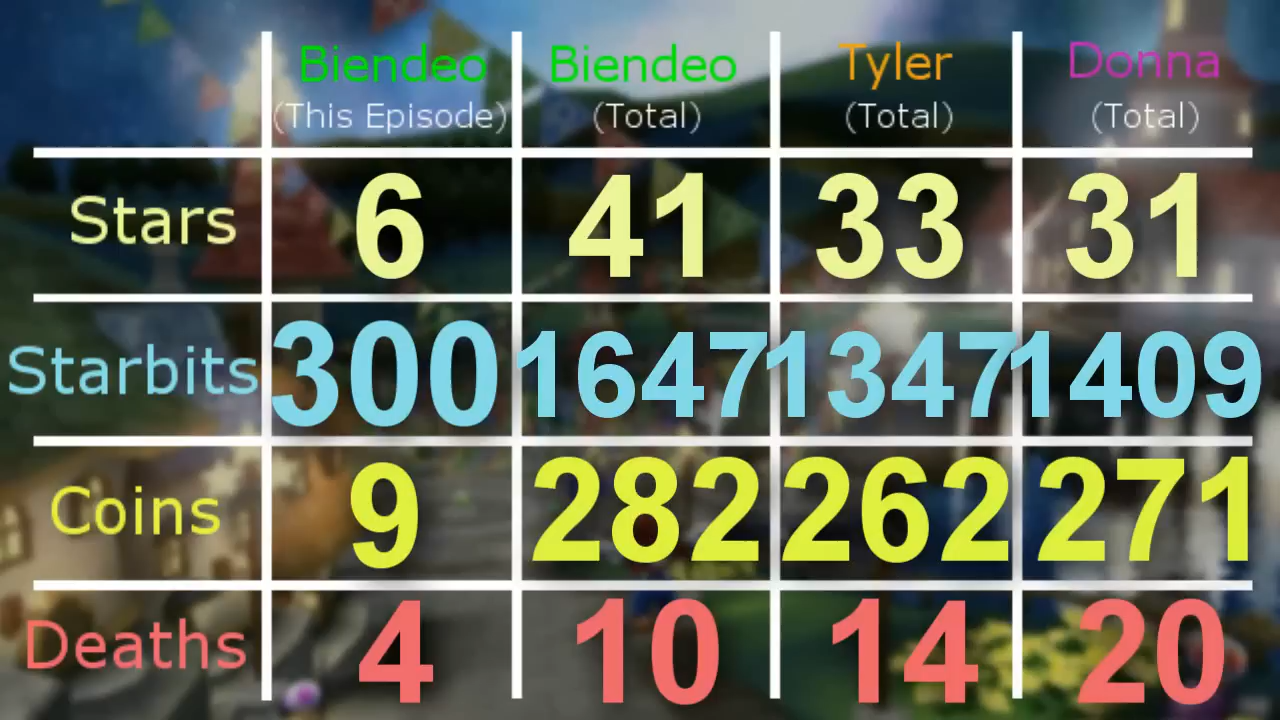 Biendeo Biendeo Tyler Donna
(This Episode) (Total) (Total) (Total)
Stars 6 41 33 31
Starbits 300 1647 1347 1409
Coins 9 282 262 271
Deaths 4 10 14 20